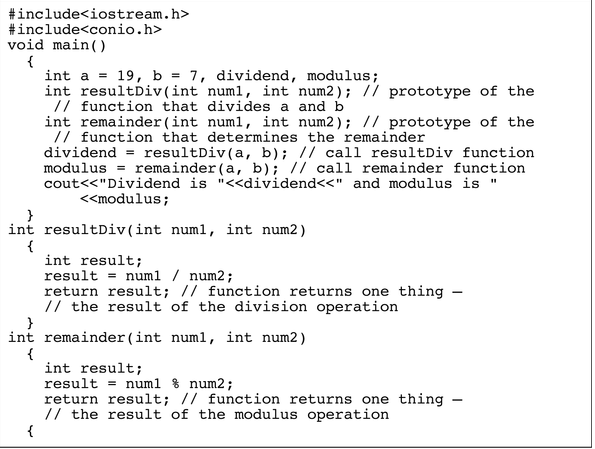 #include<iostream.h>
#include<conio.h>
void main()
  {
    int a = 19, b = 7, dividend, modulus;
    int resultDiv(int num1, int num2); // prototype of the
     // function that divides a and b
    int remainder(int num1, int num2); // prototype of the
     // function that determines the remainder
    dividend = resultDiv(a, b); // call resultDiv function
    modulus = remainder(a, b); // call remainder function
    cout<<"Dividend is "<<dividend<<" and modulus is "
        <<modulus;
  }
int resultDiv(int num1, int num2)
  {
    int result;
    result = num1 / num2;
    return result; // function returns one thing –
    // the result of the division operation
  }
int remainder(int num1, int num2)
  {
    int result;
    result = num1 % num2;
    return result; // function returns one thing –
    // the result of the modulus operation
  {